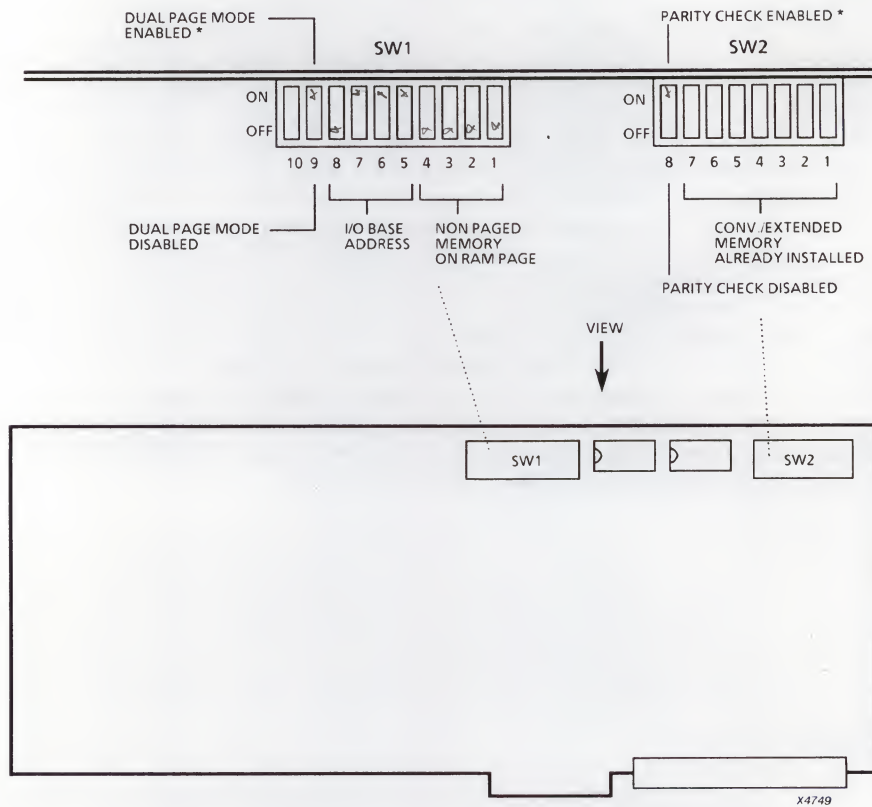 DUAL PAGE MODE
ENABLED *
PARITY CHECK ENABLED *
SW1
SW2
ON
OFF
10 9 8 7 6 5 4 3 2 1
ON
OFF
8 7 6 5 4 3 2 1
DUAL PAGE MODE
DISABLED
I/O BASE
ADDRESS
NON PAGED
MEMORY
ON RAM PAGE
CONV./EXTENDED
MEMORY
ALREADY INSTALLED
PARITY CHECK DISABLED
VIEW
SW1
SW2
X4749